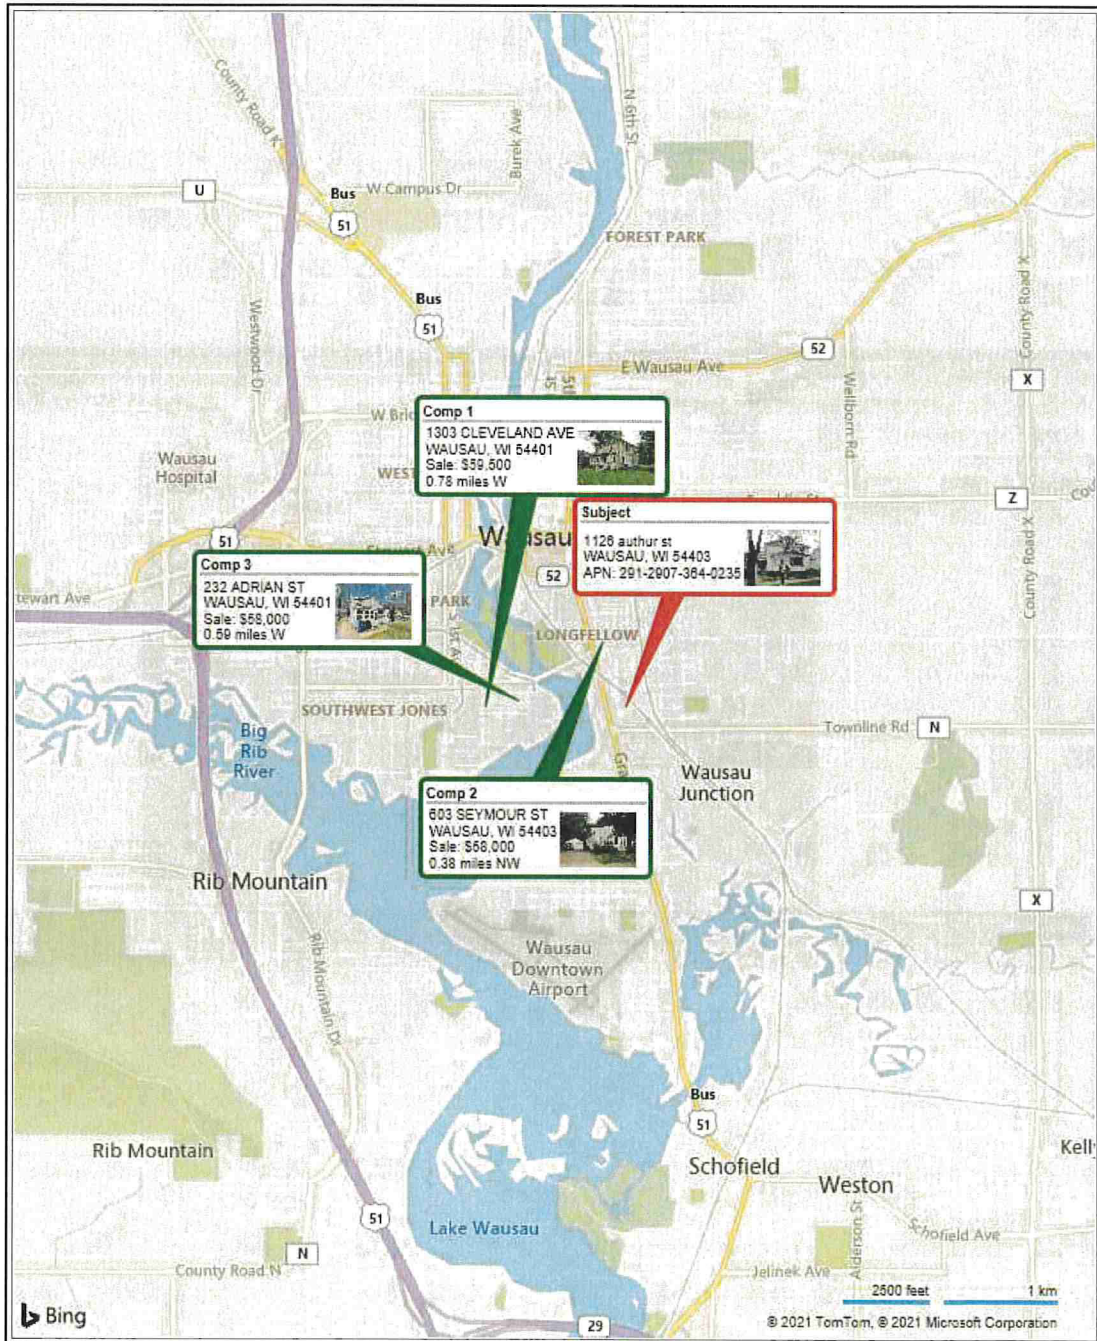 County Road K
N 6th St
Burek Ave
U
W Campus Dr
Bus
51
FOREST PARK
County Road X
Westwood Dr
Bus
51
52
E Wausau Ave
Wellborn Rd
X
Comp 1
1303 CLEVELAND AVE
WAUSAU, WI 54401
Sale: $59,500
0.78 miles W
Wausau
Hospital
Z
Subject
1126 authur st
WAUSAU, WI 54403
APN: 291-2907-364-0235
51
Stewart Ave
52
County Road X
Comp 3
232 ADRIAN ST
WAUSAU, WI 54401
Sale: $58,000
0.59 miles W
tewart Ave
PARK
LONGFELLOW
SOUTHWEST JONES
Big
Rib
River
Townline Rd
N
Wausau
Junction
Comp 2
603 SEYMOUR ST
WAUSAU, WI 54403
Sale: $58,000
0.38 miles NW
Rib Mountain
X
Rib Mountain Dr
Wausau
Downtown
Airport
Bus
51
Rib Mountain
Kelly
Schofield
Weston
51
Lake Wausau
Alderson St
Schofield Ave
N
County Road N
Jelinek Ave
2500 feet
1 km
Bing
29
© 2021 TomTom, © 2021 Microsoft Corporation